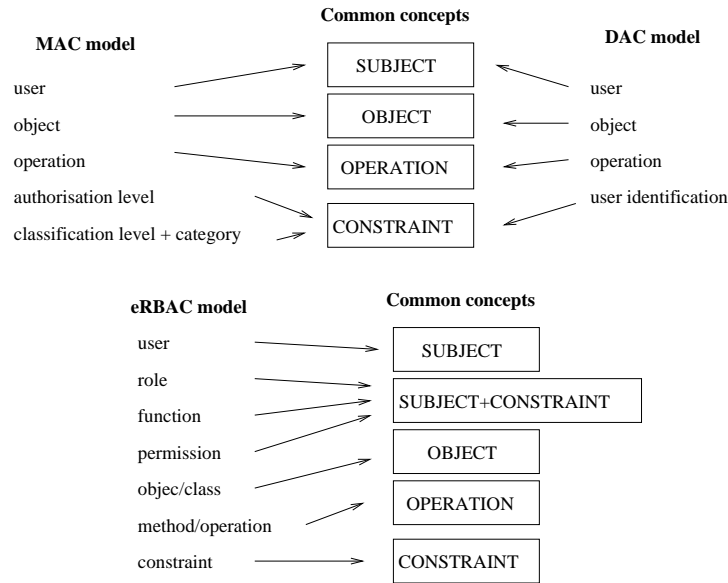 Common concepts
MAC model
DAC model
SUBJECT
user
user
OBJECT
object
object
OPERATION
operation
operation
authorisation level
user identification
CONSTRAINT
classification level + category
eRBAC model
Common concepts
user
SUBJECT
role
SUBJECT+CONSTRAINT
function
permission
OBJECT
objec/class
OPERATION
method/operation
constraint
CONSTRAINT